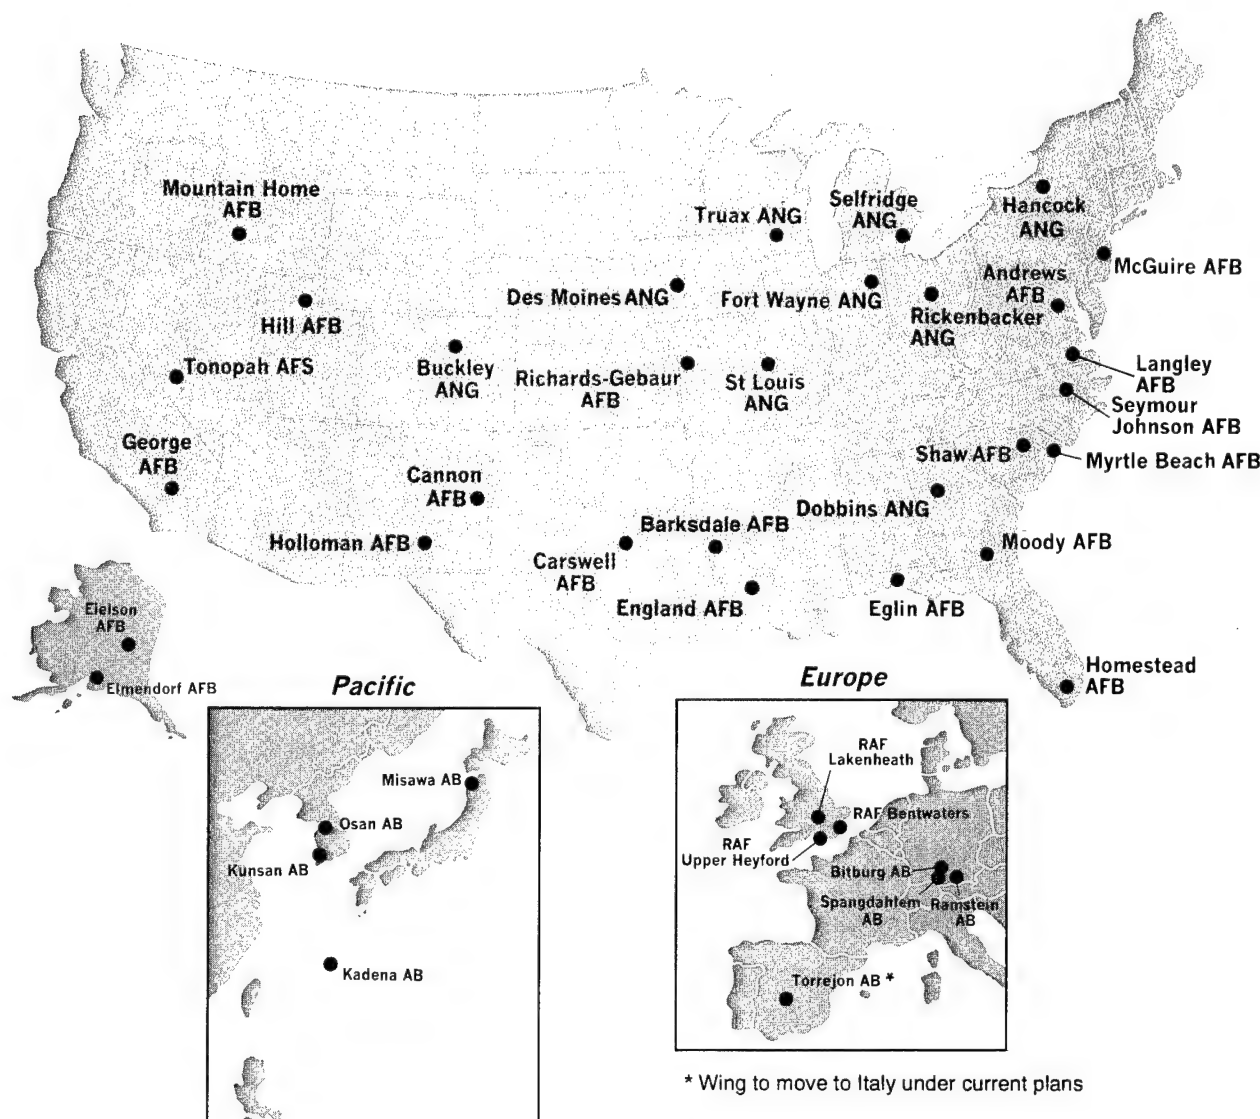 Mountain Home
AFB
Truax ANG
Selfridge
ANG
Hancock
ANG
McGuire AFB
Andrews
AFB
Des Moines ANG
Fort Wayne ANG
Rickenbacker
ANG
Hill AFB
Tonopah AFS
Buckley
ANG
Richards-Gebaur
AFB
St Louis
ANG
Langley
AFB
Seymour
Johnson AFB
George
AFB
Cannon
AFB
Shaw AFB
Myrtle Beach AFB
Dobbins ANG
Holloman AFB
Carswell
AFB
Barksdale AFB
Moody AFB
England AFB
Eglin AFB
Homestead
AFB
Eielson
AFB
Elmendorf AFB
Pacific
Misawa AB
Osan AB
Kunsan AB
Kadena AB
Europe
RAF
Lakenheath
RAF Bentwaters
RAF
Upper Heyford
Bitburg AB
Spangdahlem
AB
Ramstein
AB
Torrejon AB *
* Wing to move to Italy under current plans